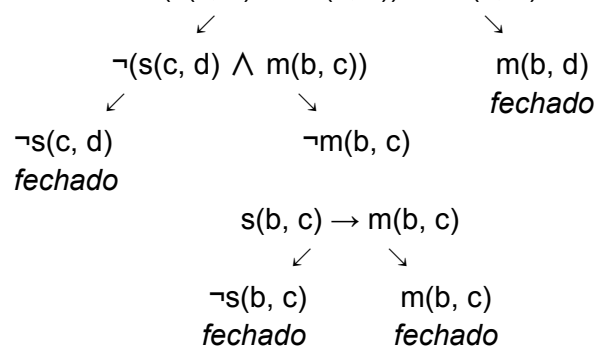 ¬(s(c, d) ∧ m(b, c)) m(b, d)
fechado
¬s(c, d) ¬m(b, c)
fechado
s(b, c) → m(b, c)
¬s(b, c) m(b, c)
fechado fechado